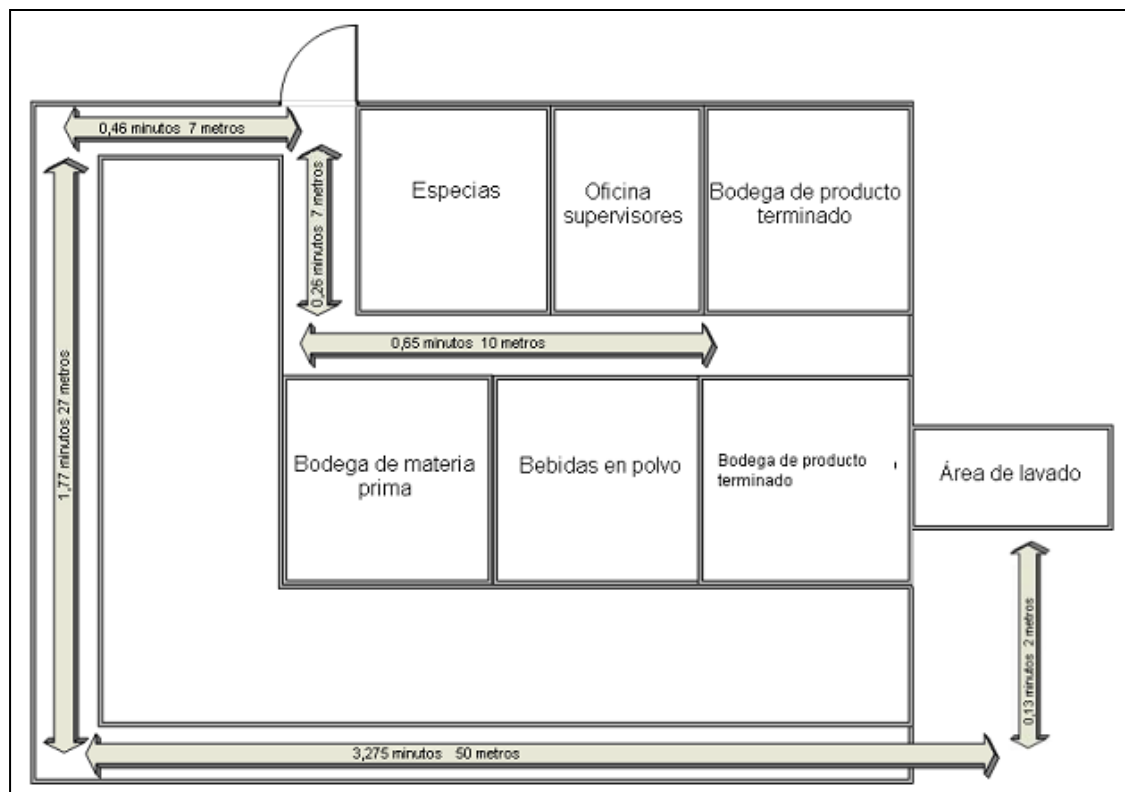 0,46 minutos 7 metros
0,26 minutos 7 metros
Especias
Oficina
supervisores
Bodega de producto
terminado
0,65 minutos 10 metros
1,77 minutos 27 metros
Bodega de materia
prima
Bebidas en polvo
Bodega de producto
terminado
Área de lavado
0,13 minutos 2 metros
3,275 minutos 50 metros